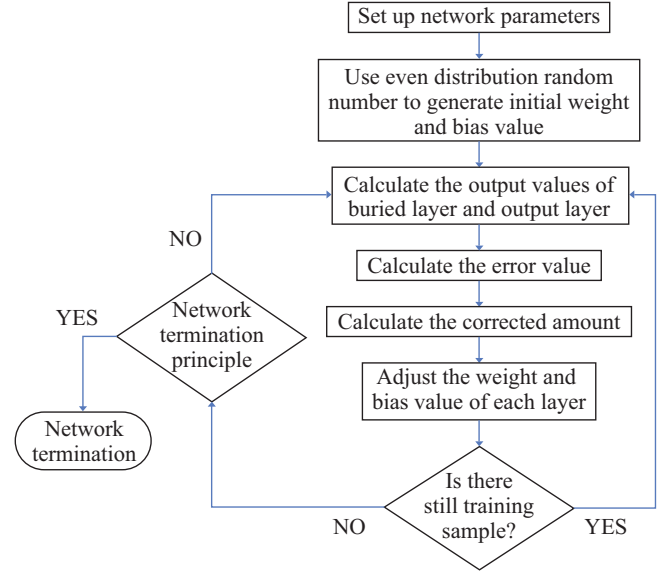 Set up network parameters
Use even distribution random
number to generate initial weight
and bias value
Calculate the output values of
buried layer and output layer
Calculate the error value
Calculate the corrected amount
Adjust the weight and
bias value of each layer
Is there
still training
sample?
YES
NO
Network
termination
principle
NO
YES
Network
termination